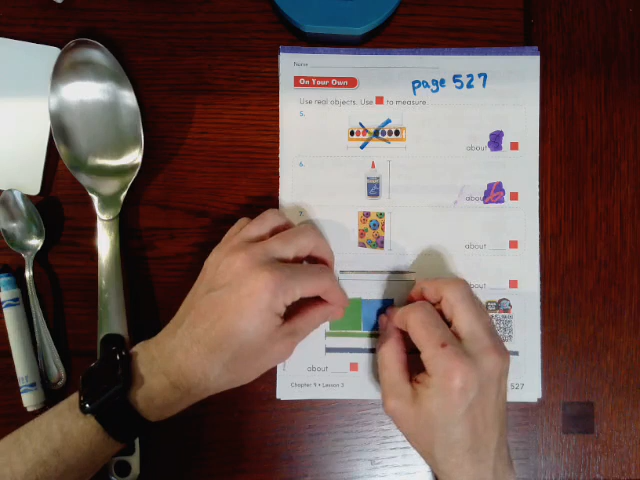 Name
On Your Own
page 527
Use real objects. Use to measure.
5.
about
6.
about 6
7.
about
about
about
Chapter 9 • Lesson 3
527